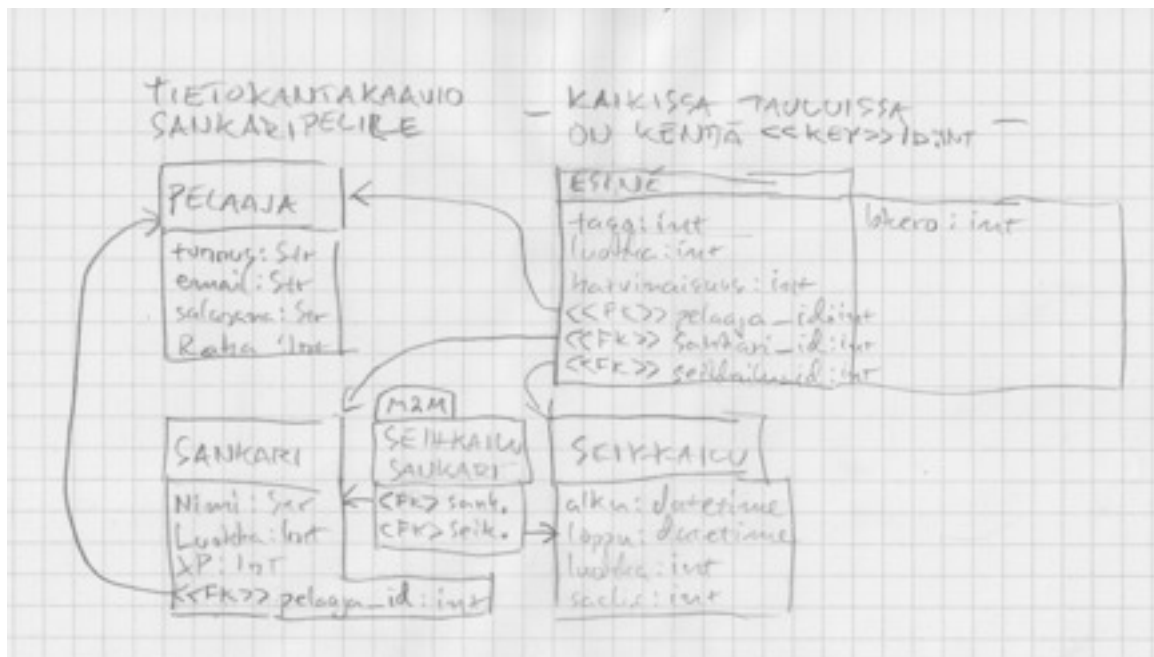 TIETOKANTAKAAVIO
SANKARIPELILLE
— KAIKISSA TAULUISSA
ON KENTTÄ <<KEY>> ID:INT —
PELAAJA
tunnus: Str
email: Str
salasana: Str
Raha: Int
ESINE
taso: int
luokka: int
harvinaisuus: int
<<FK>> pelaaja_id:int
<<FK>> Sankari_id:int
<<FK>> seikkailu_id:int
lokero: int
SANKARI
Nimi: Str
Luokka: Int
XP: Int
<<FK>> pelaaja_id: int
M2M
SEIKKAILU
SANKARI
<FK> sank.
<FK> seik.
SEIKKAILU
alku: datetime
loppu: datetime
luokka: int
: int